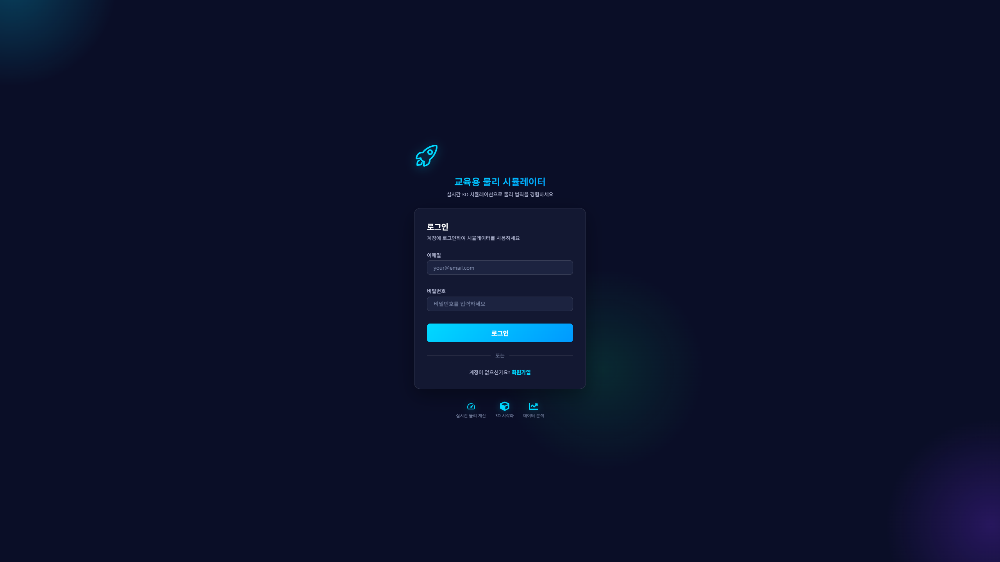 교육용 물리 시뮬레이터
실시간 3D 시뮬레이션으로 물리 법칙을 경험하세요
로그인
계정에 로그인하여 시뮬레이터를 사용하세요
이메일
your@email.com
비밀번호
비밀번호를 입력하세요
로그인
또는
계정이 없으신가요? 회원가입
실시간 물리 계산
3D 시각화
데이터 분석